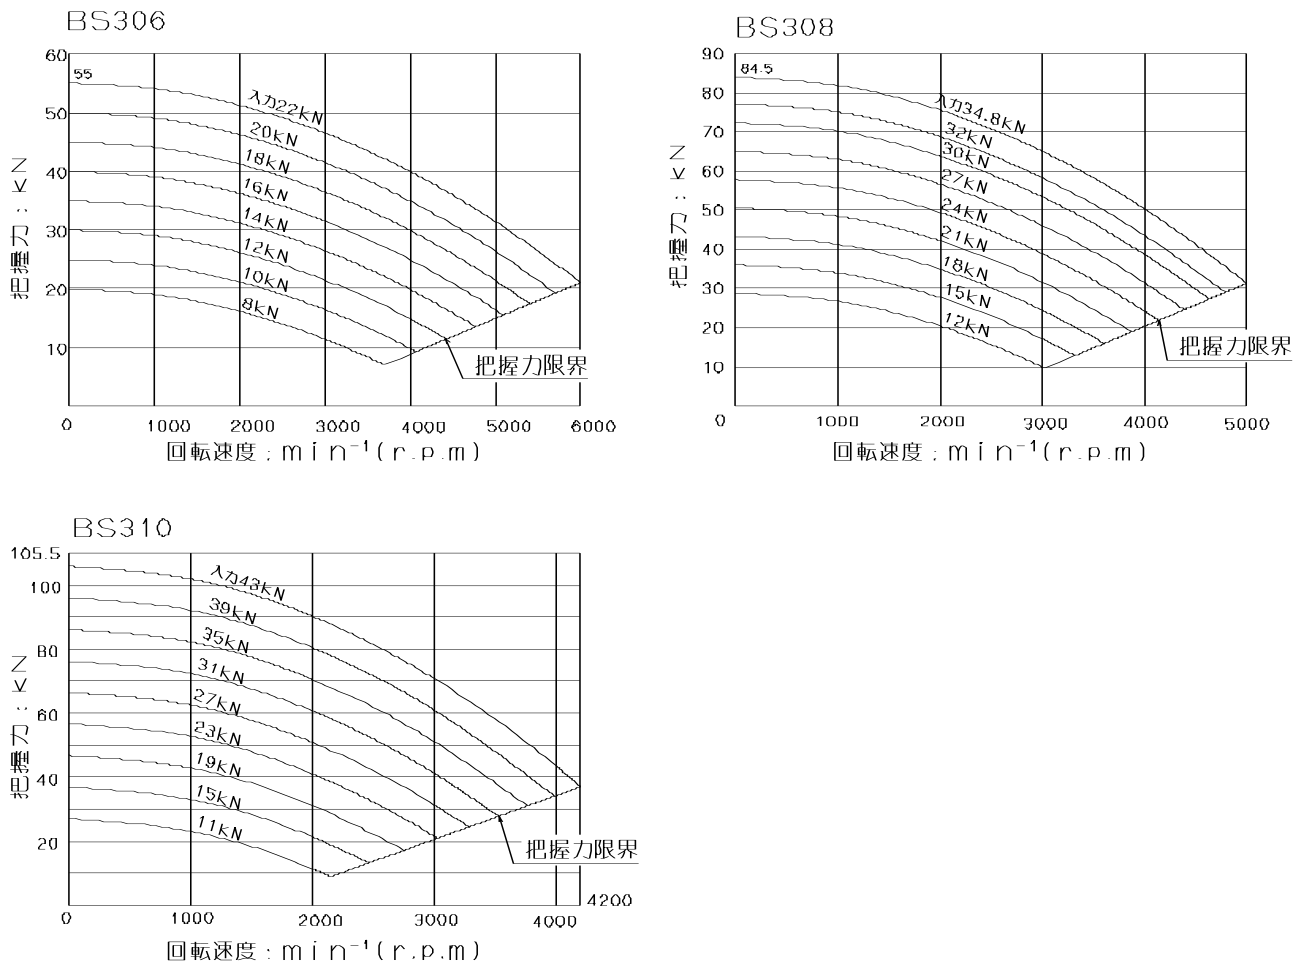 BS306
60
55
50
40
30
20
10
入力22KN
20KN
18KN
16KN
14KN
12KN
10KN
8KN
把握力限界
把握力:KN
0 1000 2000 3000 4000 5000 6000
回転速度:min⁻¹(r.p.m)
BS308
90
84.5
80
70
60
50
40
30
20
10
0
入力34.8KN
32KN
30KN
27KN
24KN
21KN
18KN
15KN
12KN
把握力限界
把握力:KN
1000 2000 3000 4000 5000
回転速度:min⁻¹(r.p.m)
BS310
105.5
100
80
60
40
20
入力43KN
39KN
35KN
31KN
27KN
23KN
19KN
15KN
11KN
把握力限界
把握力:KN
4200
0 1000 2000 3000 4000
回転速度:min⁻¹(r.p.m)